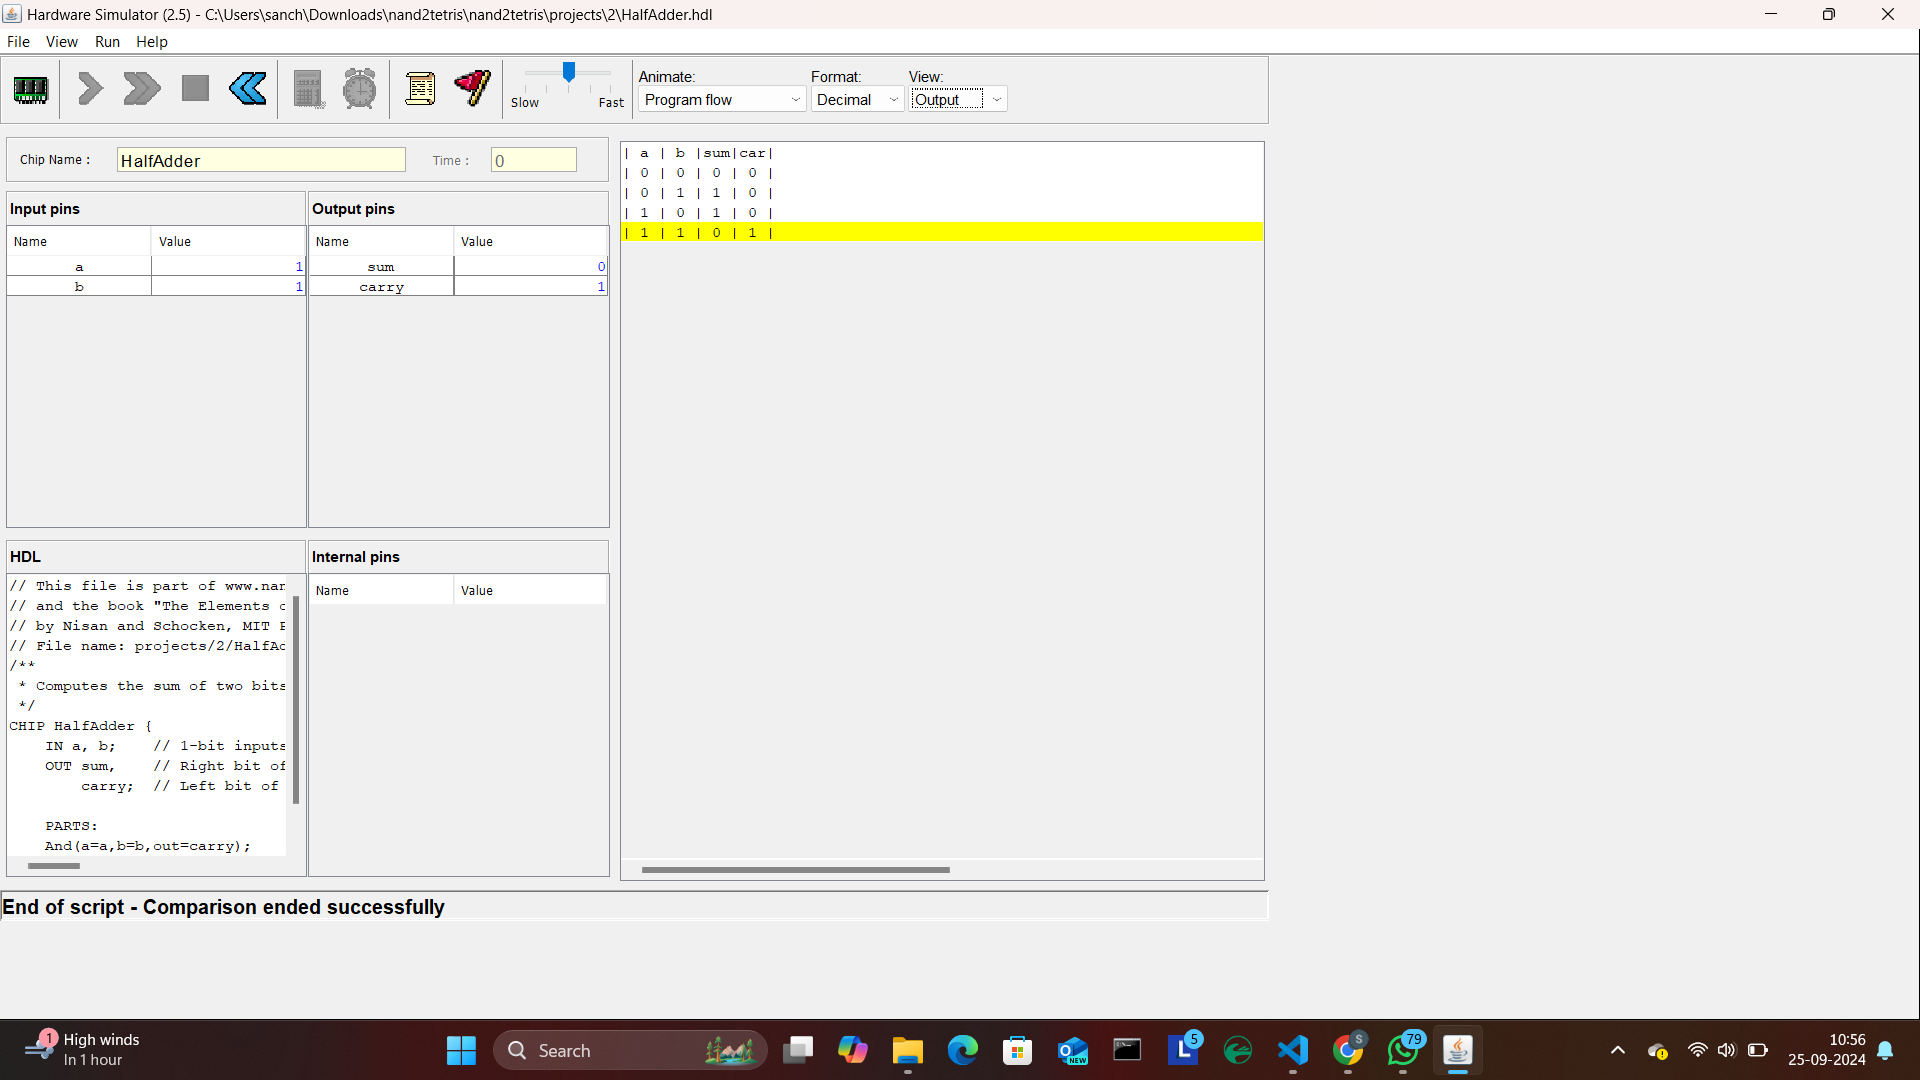 Hardware Simulator (2.5) - C:\Users\sanch\Downloads\nand2tetris\nand2tetris\projects\2\HalfAdder.hdl
File View Run Help
Slow Fast
Animate: Format: View:
Program flow Decimal Output
Chip Name : HalfAdder Time : 0
Input pins
Name Value
a 1
b 1
Output pins
Name Value
sum 0
carry 1
| a | b |sum|car|
| 0 | 0 | 0 | 0 |
| 0 | 1 | 1 | 0 |
| 1 | 0 | 1 | 0 |
| 1 | 1 | 0 | 1 |
HDL
// This file is part of www.nan
// and the book "The Elements o
// by Nisan and Schocken, MIT P
// File name: projects/2/HalfAd
/**
* Computes the sum of two bits
*/
CHIP HalfAdder {
IN a, b; // 1-bit inputs
OUT sum, // Right bit of
carry; // Left bit of
PARTS:
And(a=a,b=b,out=carry);
Internal pins
Name Value
End of script - Comparison ended successfully
1
High winds
In 1 hour
Search
NEW
L
5
S
79
10:56
25-09-2024